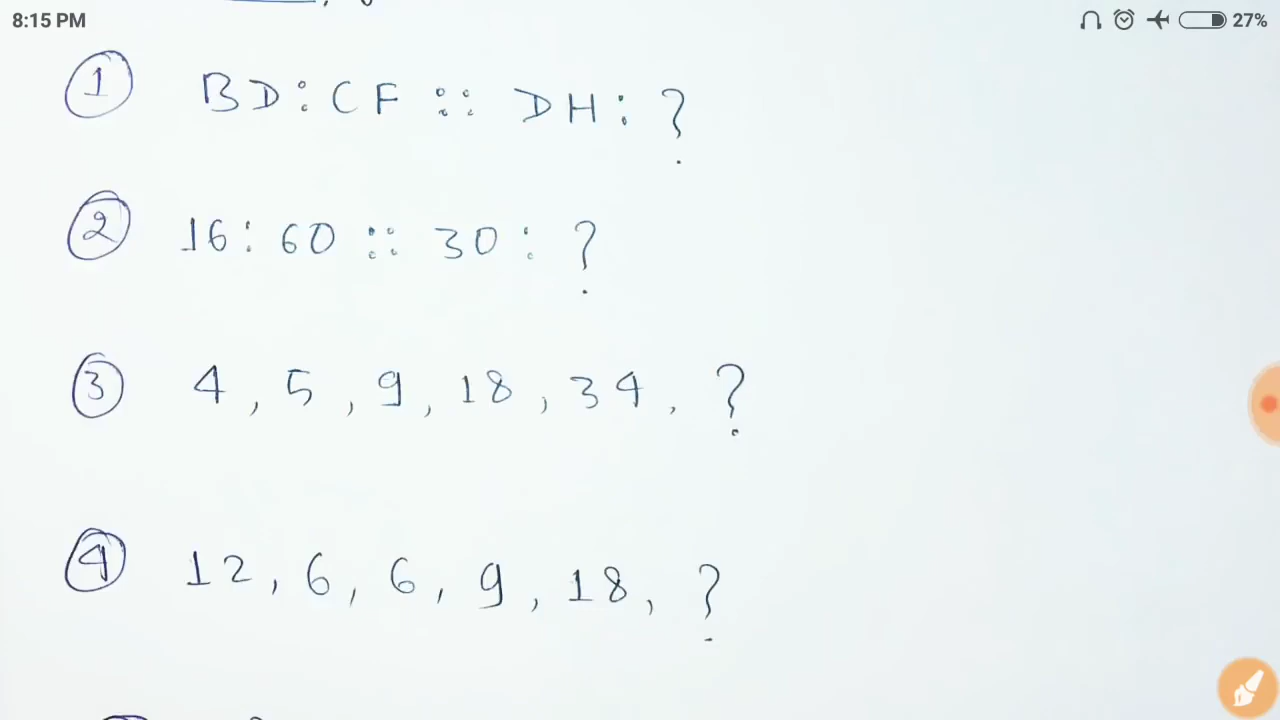 8:15 PM 27%
1 BD:CF :: DH: ?
2 16: 60 :: 30: ?
3 4, 5, 9, 18, 34, ?
4 12, 6, 6, 9, 18, ?